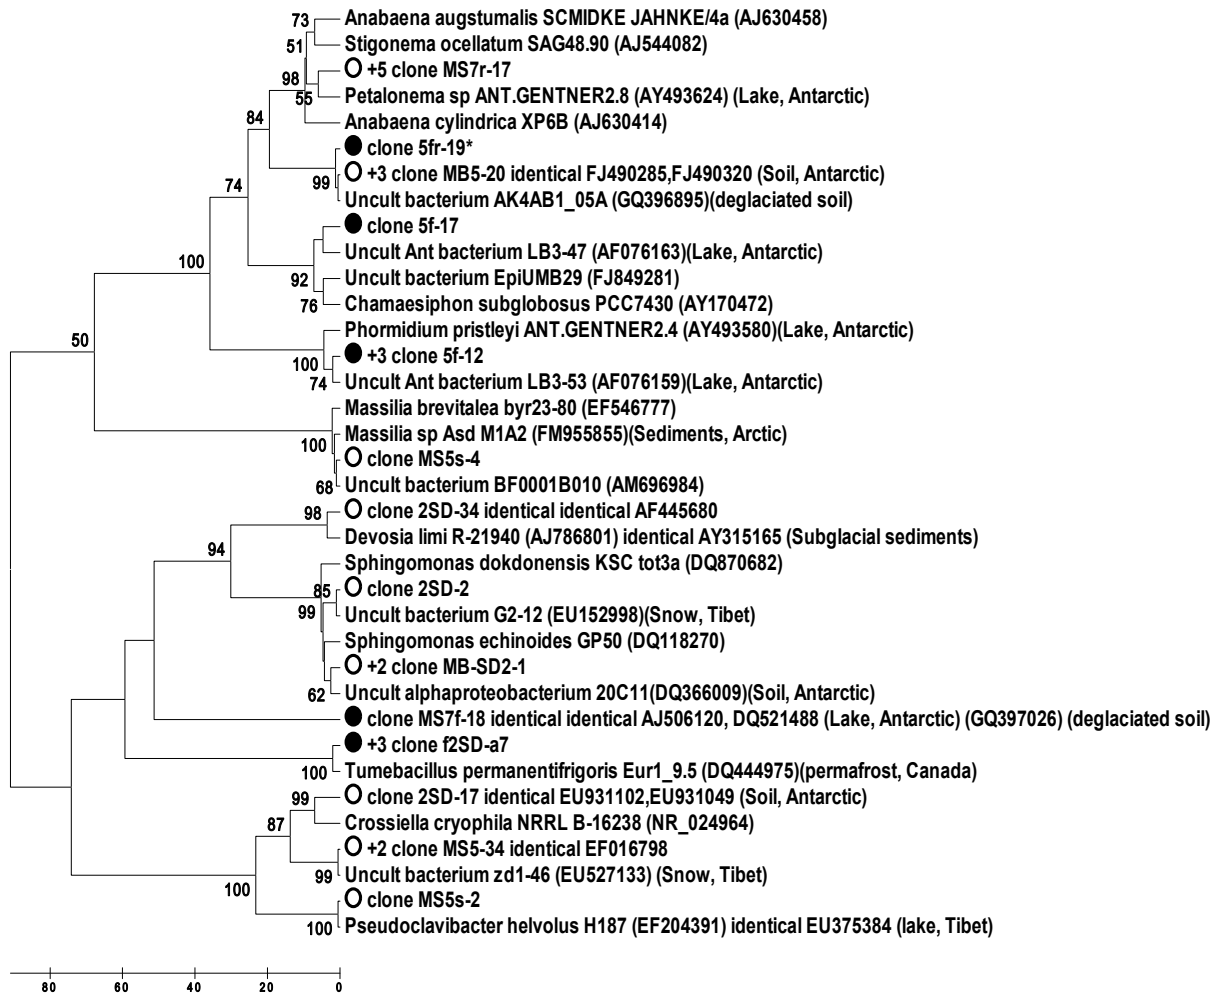 73 Anabaena augstumalis SCMIDKE JAHNKE/4a (AJ630458)
51 Stigonema ocellatum SAG48.90 (AJ544082)
+5 clone MS7r-17
98
55 Petalonema sp ANT.GENTNER2.8 (AY493624) (Lake, Antarctic)
84 Anabaena cylindrica XP6B (AJ630414)
clone 5fr-19*
+3 clone MB5-20 identical FJ490285,FJ490320 (Soil, Antarctic)
74 99
Uncult bacterium AK4AB1_05A (GQ396895)(deglaciated soil)
clone 5f-17
Uncult Ant bacterium LB3-47 (AF076163)(Lake, Antarctic)
100
92 Uncult bacterium EpiUMB29 (FJ849281)
76 Chamaesiphon subglobosus PCC7430 (AY170472)
Phormidium pristleyi ANT.GENTNER2.4 (AY493580)(Lake, Antarctic)
50
+3 clone 5f-12
100
74 Uncult Ant bacterium LB3-53 (AF076159)(Lake, Antarctic)
Massilia brevitalea byr23-80 (EF546777)
Massilia sp Asd M1A2 (FM955855)(Sediments, Arctic)
100
clone MS5s-4
68 Uncult bacterium BF0001B010 (AM696984)
98 clone 2SD-34 identical identical AF445680
Devosia limi R-21940 (AJ786801) identical AY315165 (Subglacial sediments)
94
Sphingomonas dokdonensis KSC tot3a (DQ870682)
85 clone 2SD-2
99 Uncult bacterium G2-12 (EU152998)(Snow, Tibet)
Sphingomonas echinoides GP50 (DQ118270)
+2 clone MB-SD2-1
62 Uncult alphaproteobacterium 20C11(DQ366009)(Soil, Antarctic)
clone MS7f-18 identical identical AJ506120, DQ521488 (Lake, Antarctic) (GQ397026) (deglaciated soil)
+3 clone f2SD-a7
100 Tumebacillus permanentifrigoris Eur1_9.5 (DQ444975)(permafrost, Canada)
99 clone 2SD-17 identical EU931102,EU931049 (Soil, Antarctic)
87 Crossiella cryophila NRRL B-16238 (NR_024964)
+2 clone MS5-34 identical EF016798
99 Uncult bacterium zd1-46 (EU527133) (Snow, Tibet)
100
clone MS5s-2
100 Pseudoclavibacter helvolus H187 (EF204391) identical EU375384 (lake, Tibet)
80 60 40 20 0